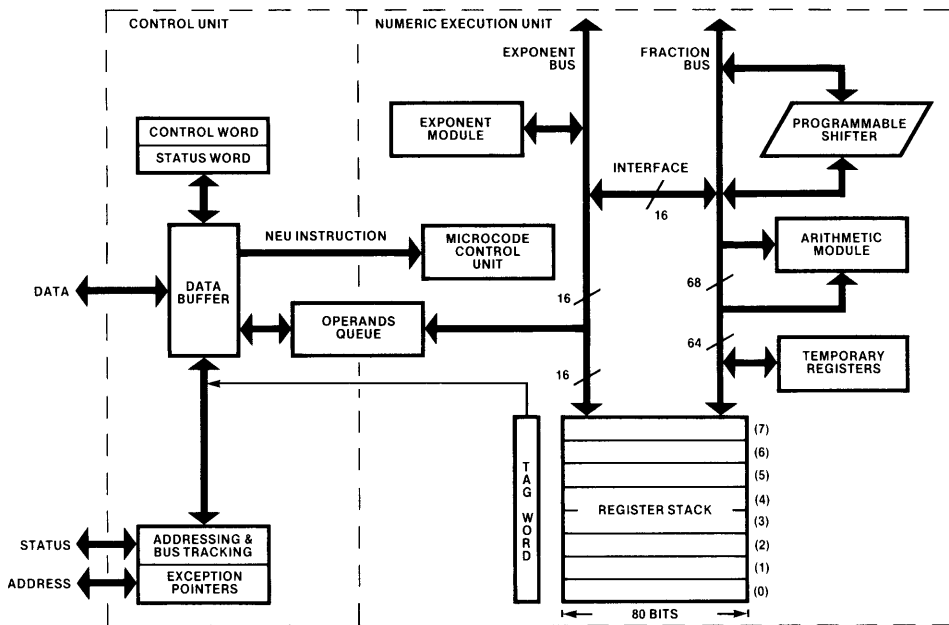 CONTROL UNIT
NUMERIC EXECUTION UNIT
EXPONENT
BUS
FRACTION
BUS
CONTROL WORD
STATUS WORD
EXPONENT
MODULE
PROGRAMMABLE
SHIFTER
INTERFACE
16
NEU INSTRUCTION
MICROCODE
CONTROL
UNIT
ARITHMETIC
MODULE
DATA
DATA
BUFFER
68
16
OPERANDS
QUEUE
64
TEMPORARY
REGISTERS
16
TAG WORD
(7)
(6)
(5)
(4)
REGISTER STACK
(3)
(2)
(1)
(0)
STATUS
ADDRESSING &
BUS TRACKING
ADDRESS
EXCEPTION
POINTERS
80 BITS